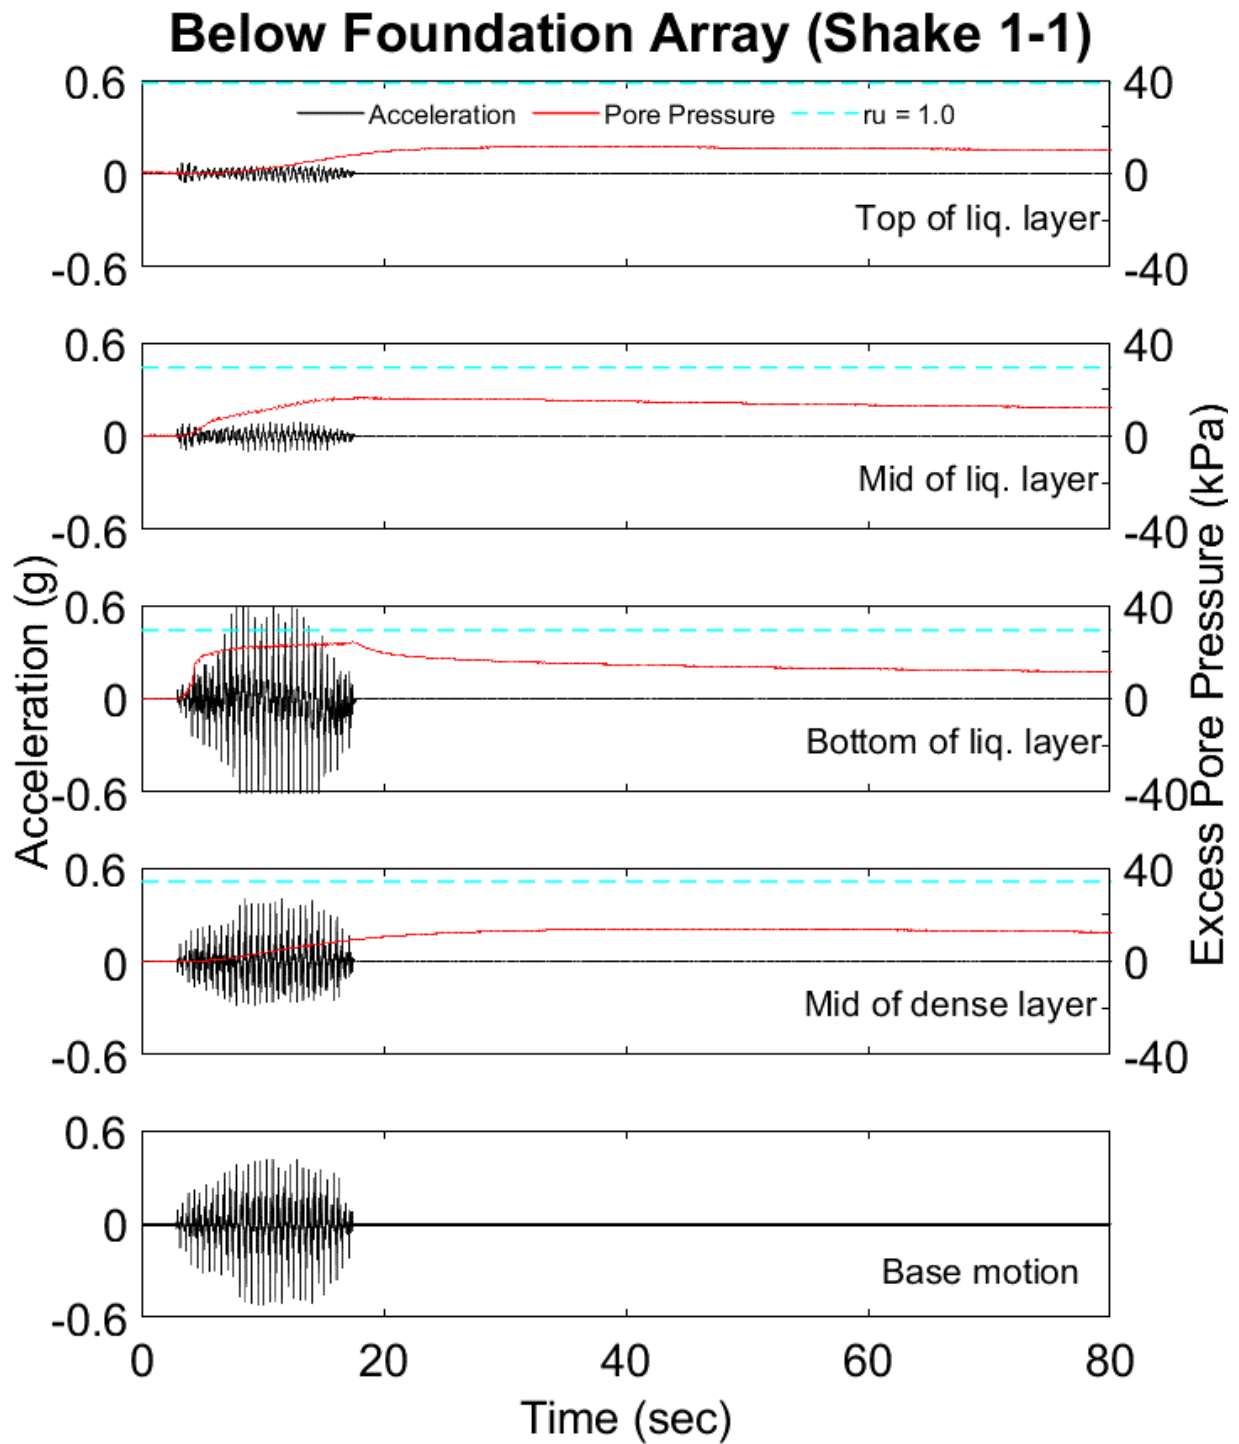 Below Foundation Array (Shake 1-1)
0.6
40
Acceleration
Pore Pressure
ru = 1.0
0
0
Top of liq. layer
-0.6
-40
0.6
40
0
0
Mid of liq. layer
-0.6
-40
0.6
40
0
0
Bottom of liq. layer
-0.6
-40
0.6
40
0
0
Mid of dense layer
-0.6
-40
0.6
0
Base motion
-0.6
0
20
40
60
80
Time (sec)
Acceleration (g)
Excess Pore Pressure (kPa)